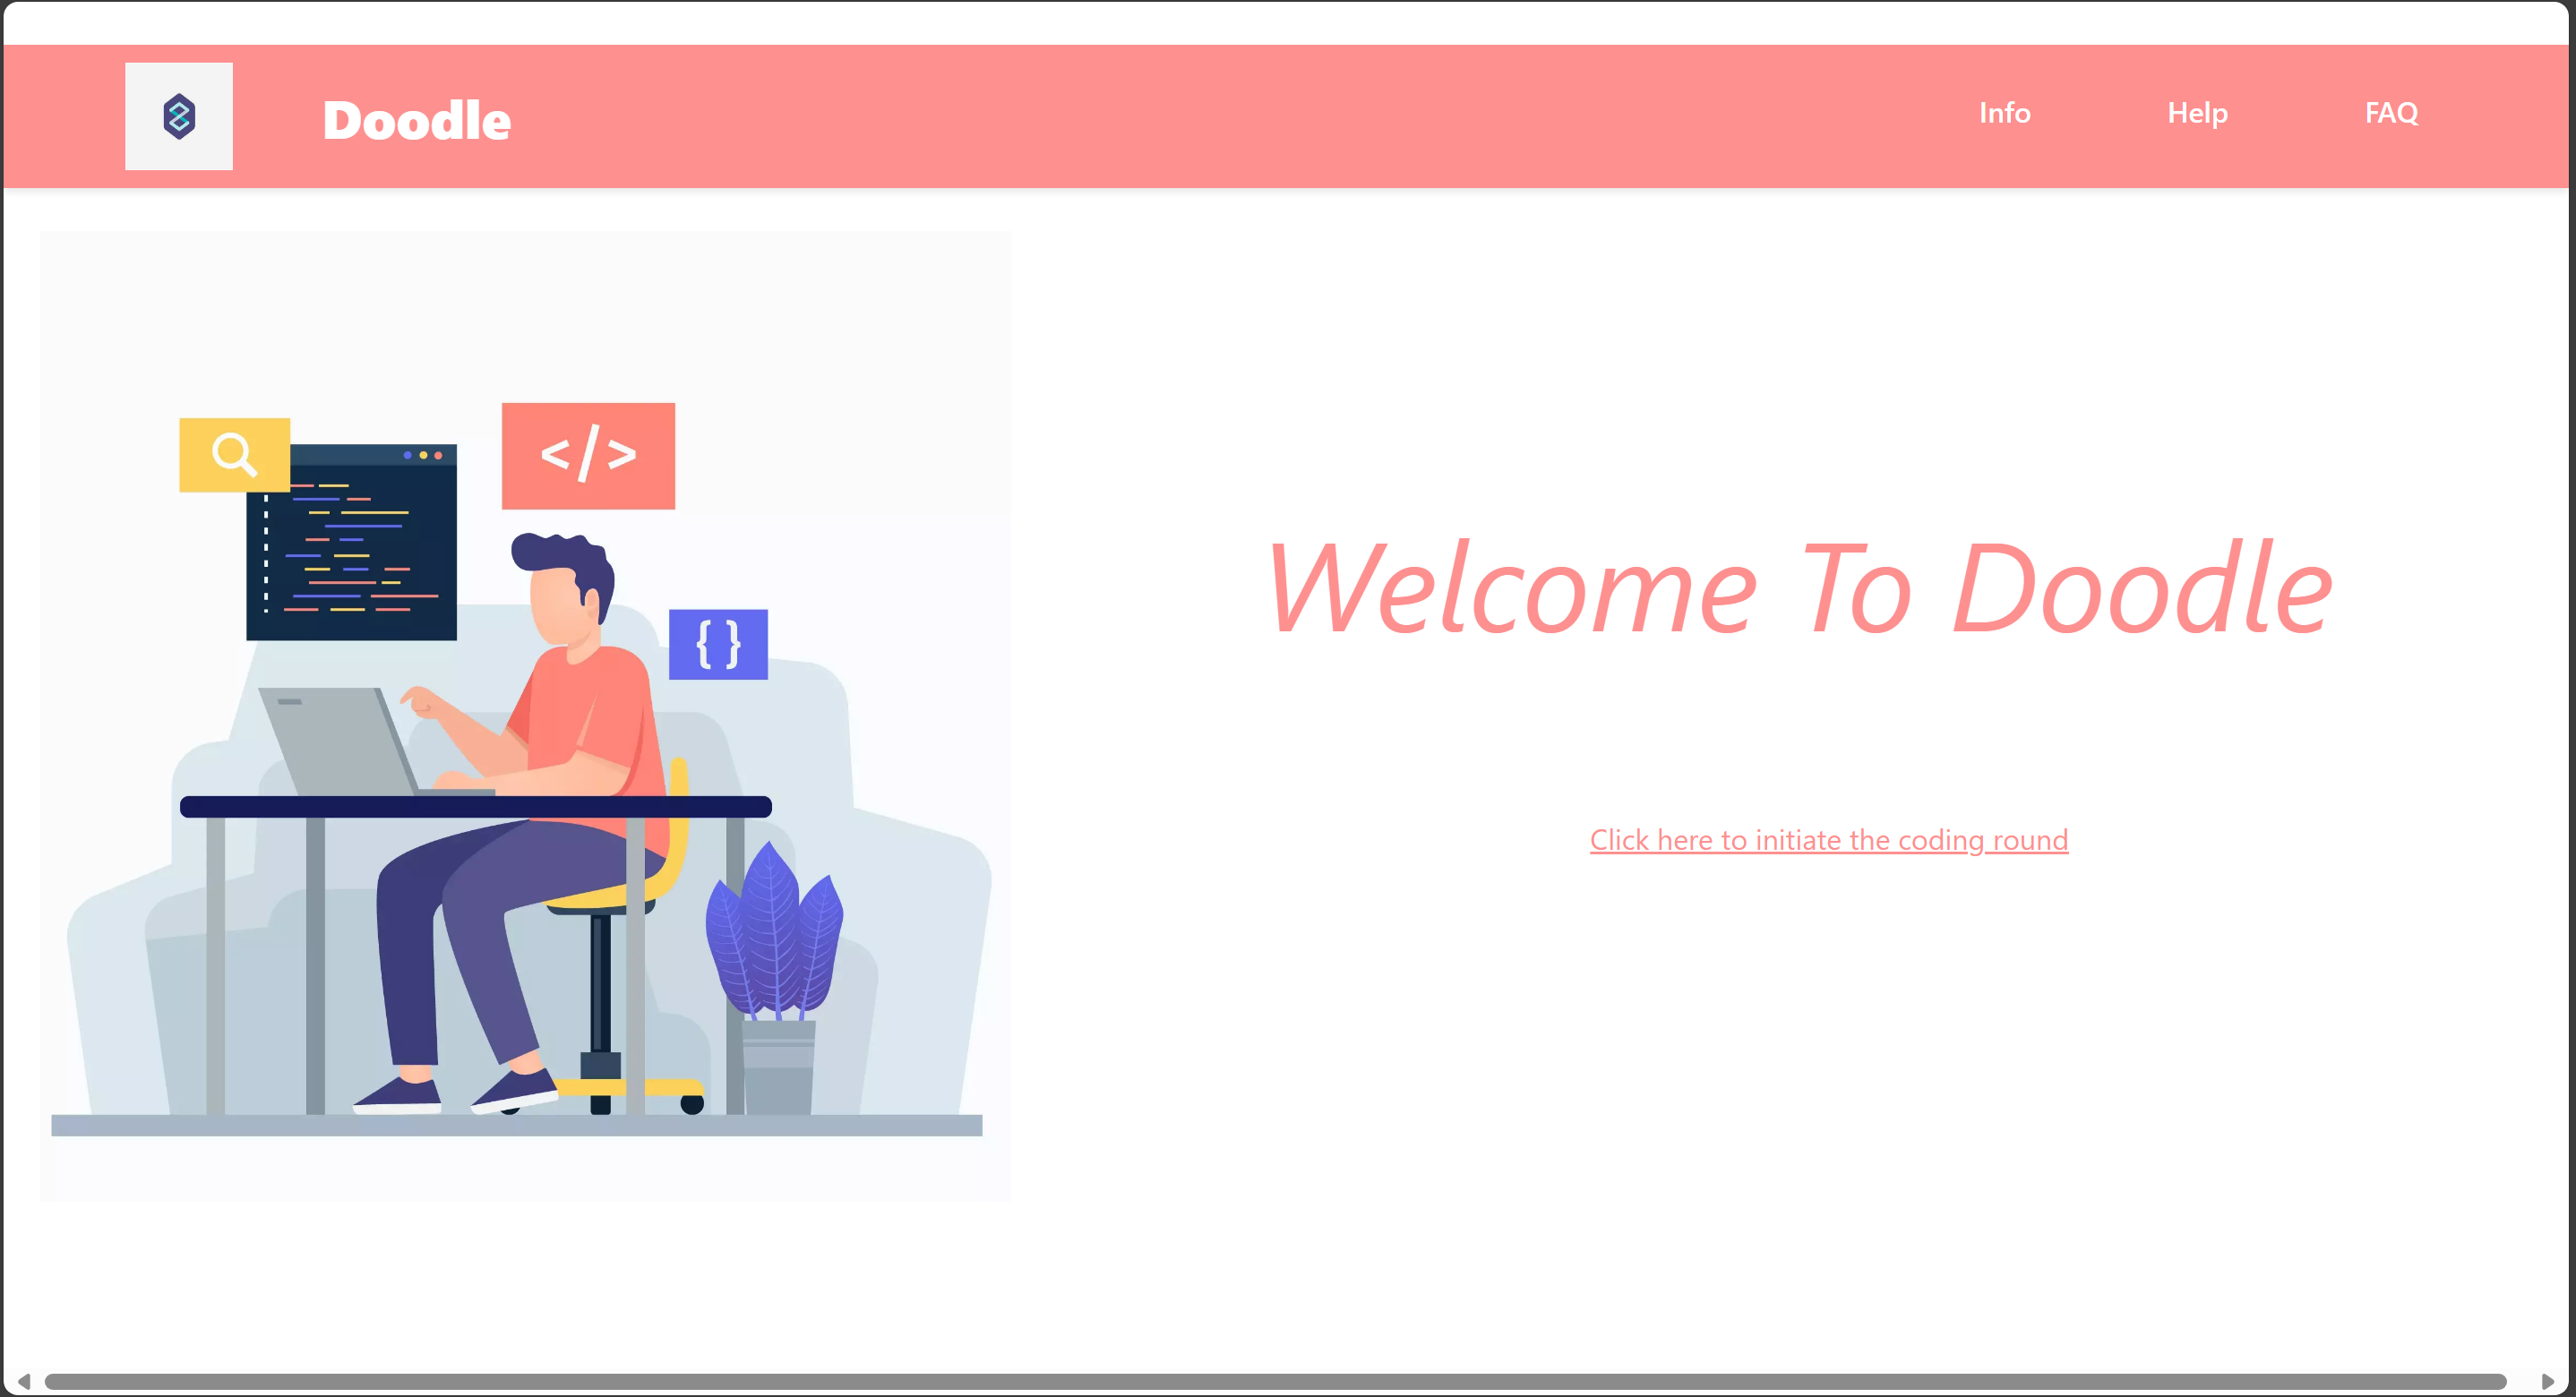 Doodle
Info
Help
FAQ
</>
{ }
Welcome To Doodle
Click here to initiate the coding round